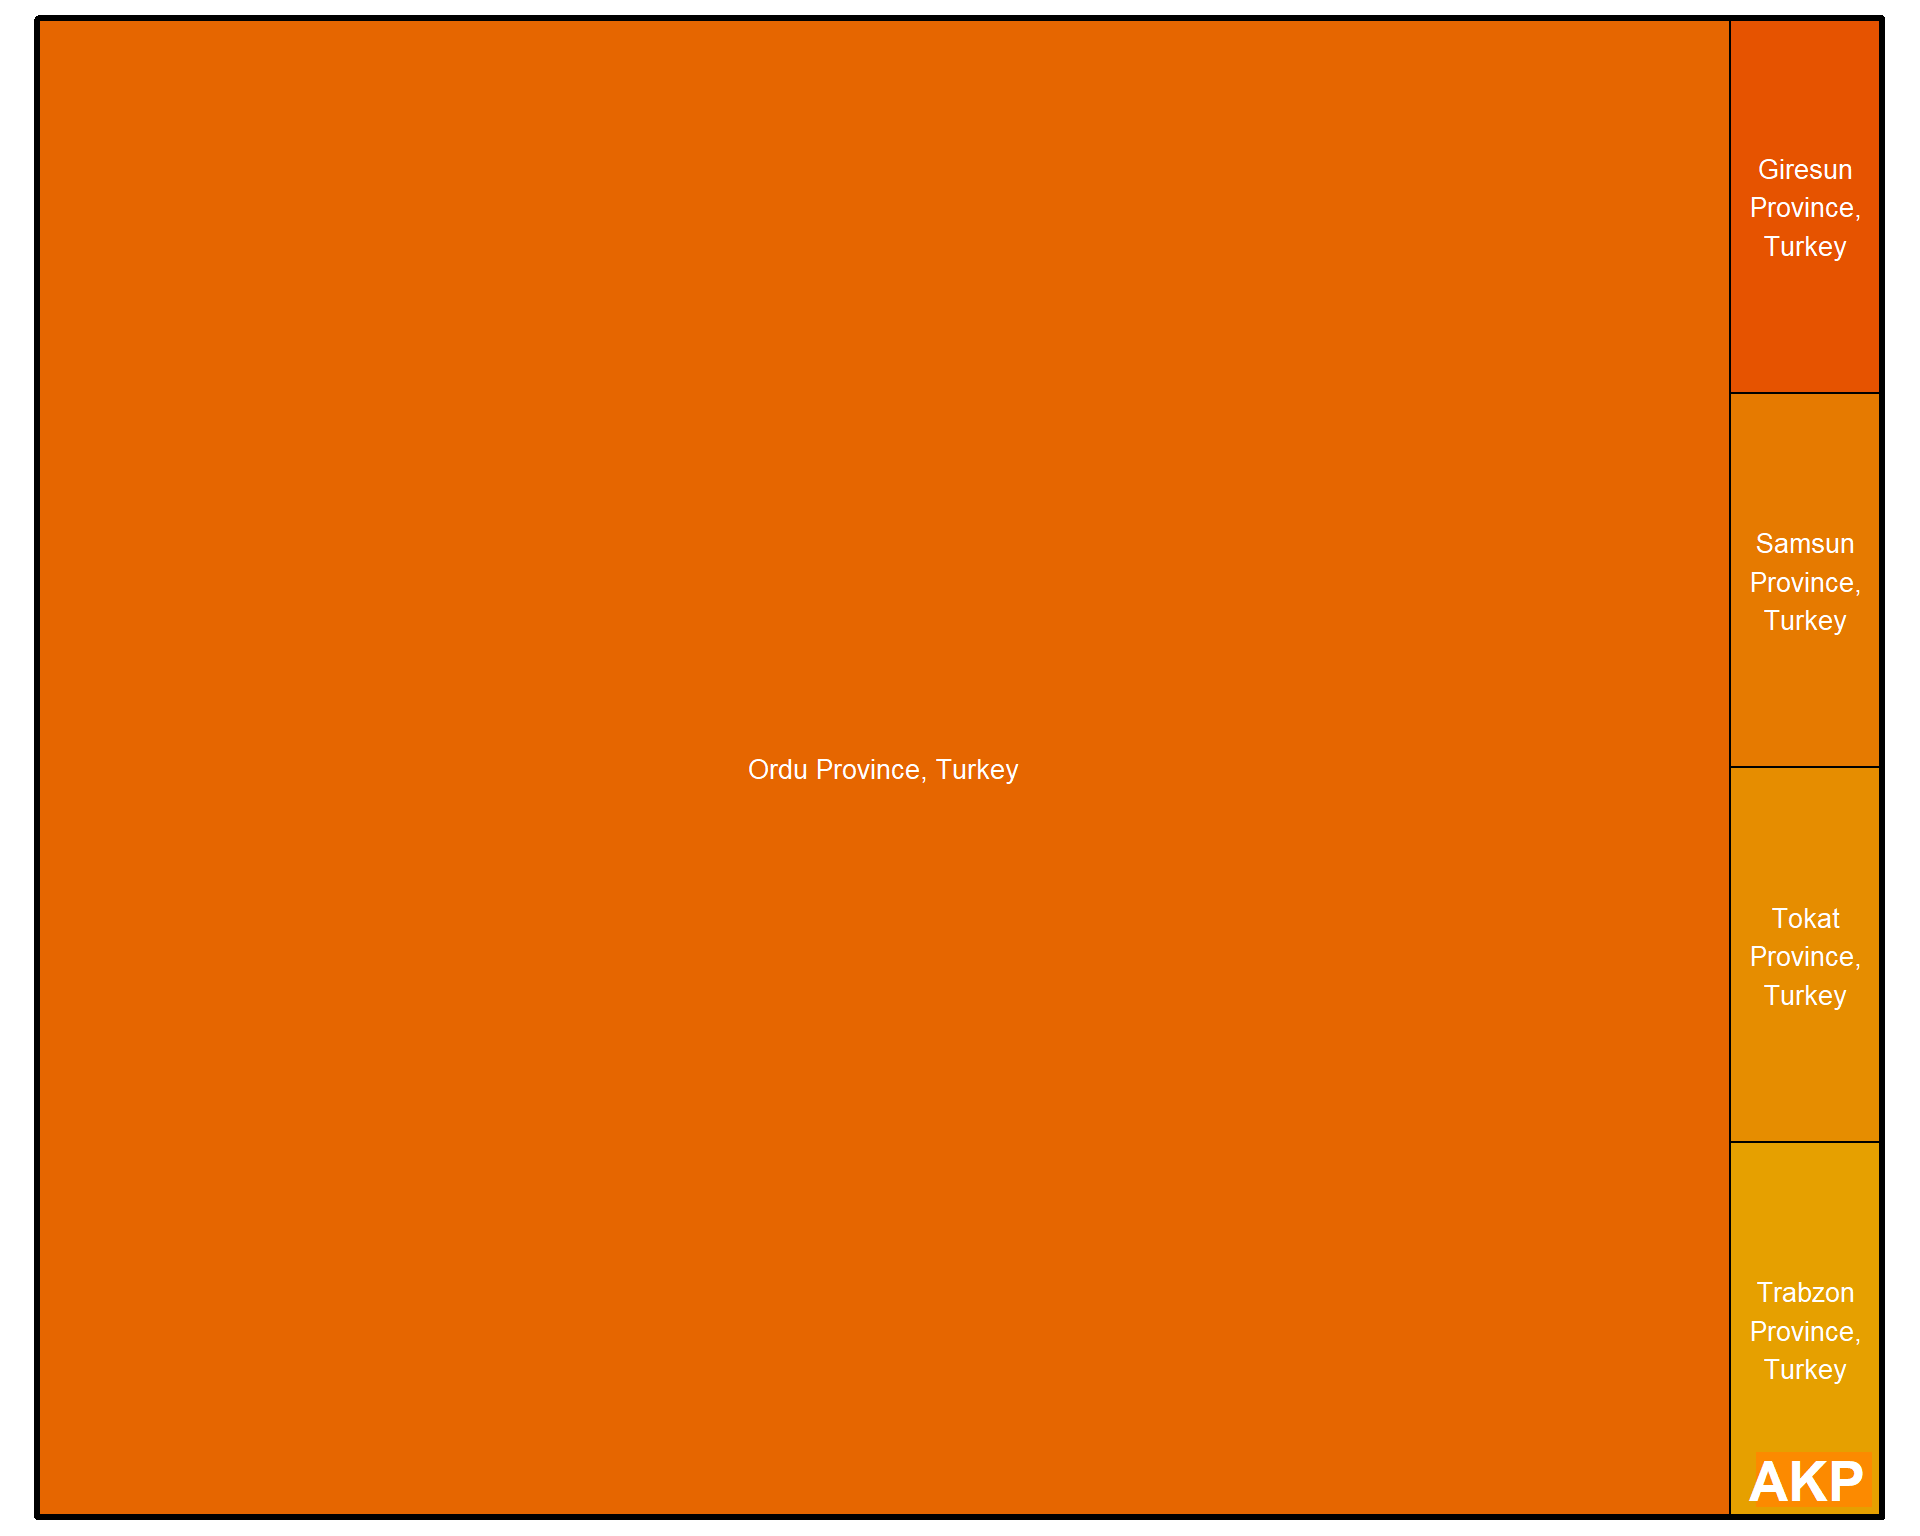 Ordu Province, Turkey
Giresun
Province,
Turkey
Samsun
Province,
Turkey
Tokat
Province,
Turkey
Trabzon
Province,
Turkey
AKP